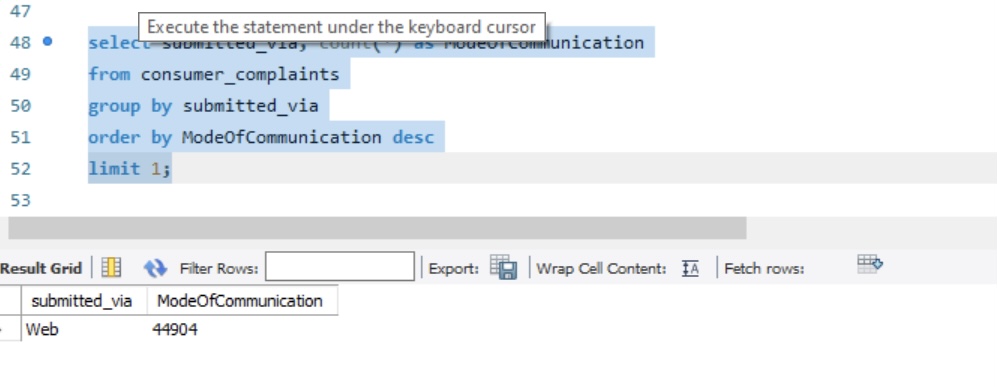 47
Execute the statement under the keyboard cursor
48 select submitted_via, count(*) as ModeOfCommunication
49 from consumer_complaints
50 group by submitted_via
51 order by ModeOfCommunication desc
52 limit 1;
53
Result Grid Filter Rows: Export: Wrap Cell Content: IA Fetch rows:
submitted_via ModeOfCommunication
Web 44904